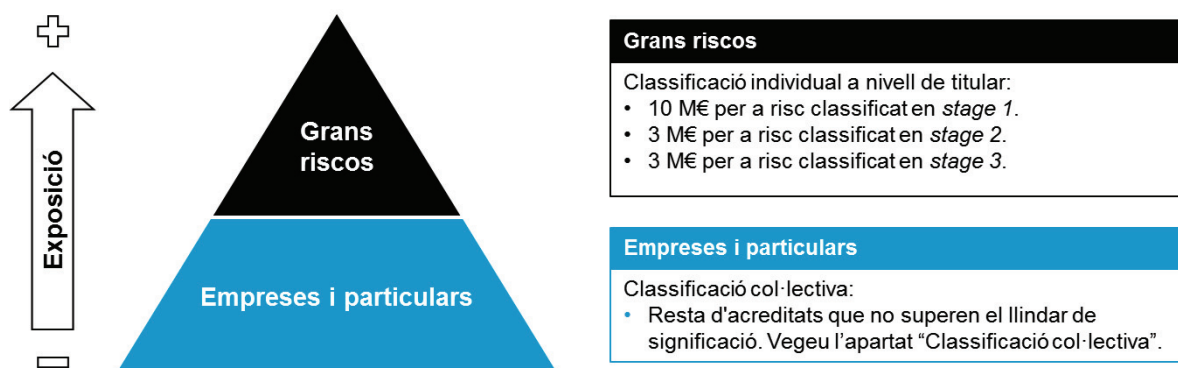 Exposició
Grans
riscos
Empreses i particulars
Grans riscos
Classificació individual a nivell de titular:
• 10 M€ per a risc classificat en stage 1.
• 3 M€ per a risc classificat en stage 2.
• 3 M€ per a risc classificat en stage 3.
Empreses i particulars
Classificació col·lectiva:
• Resta d'acreditats que no superen el llindar de
significació. Vegeu l’apartat “Classificació col·lectiva”.